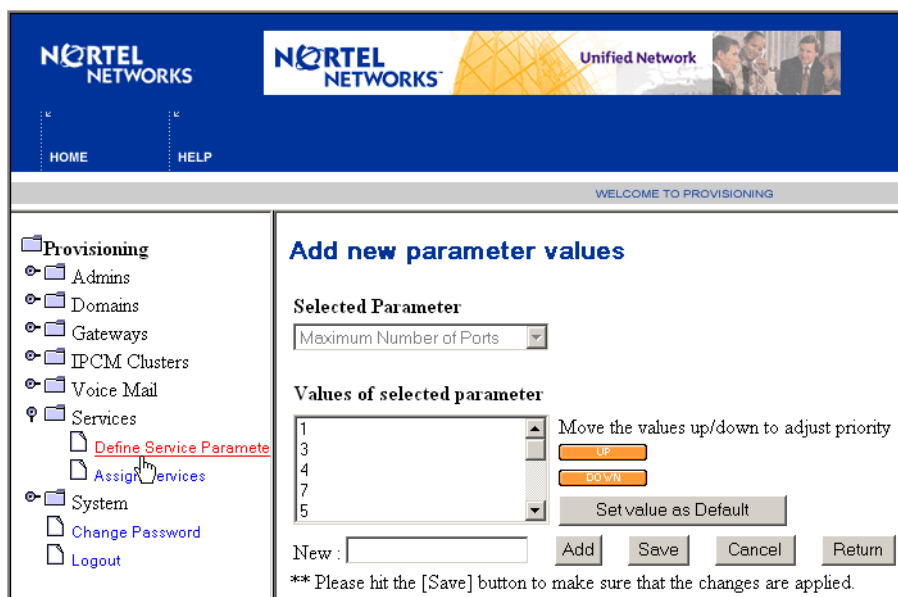 NORTEL
NETWORKS
NORTEL
NETWORKS™
Unified Network
HOME
HELP
WELCOME TO PROVISIONING
Provisioning
Admins
Domains
Gateways
IPCM Clusters
Voice Mail
Services
Define Service Paramete
Assign Services
System
Change Password
Logout
Add new parameter values
Selected Parameter
Maximum Number of Ports
Values of selected parameter
1
3
4
7
5
Move the values up/down to adjust priority
UP
DOWN
Set value as Default
New :
Add
Save
Cancel
Return
** Please hit the [Save] button to make sure that the changes are applied.